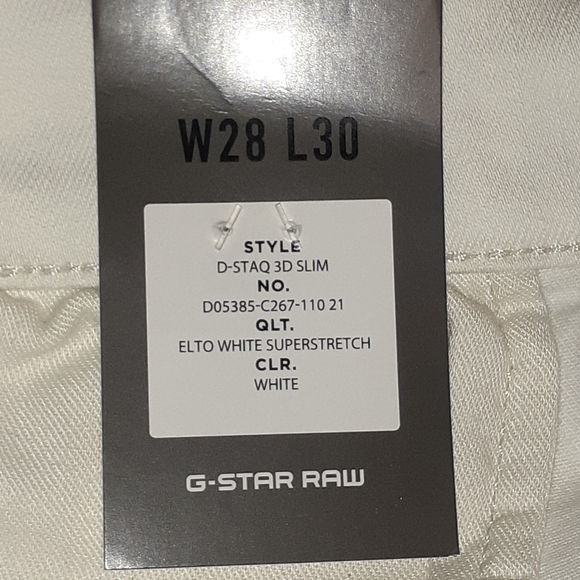 W28 L30
STYLE
D-STAQ 3D SLIM
NO.
D05385-C267-110 21
QLT.
ELTO WHITE SUPERSTRETCH
CLR.
WHITE
G-STAR RAW